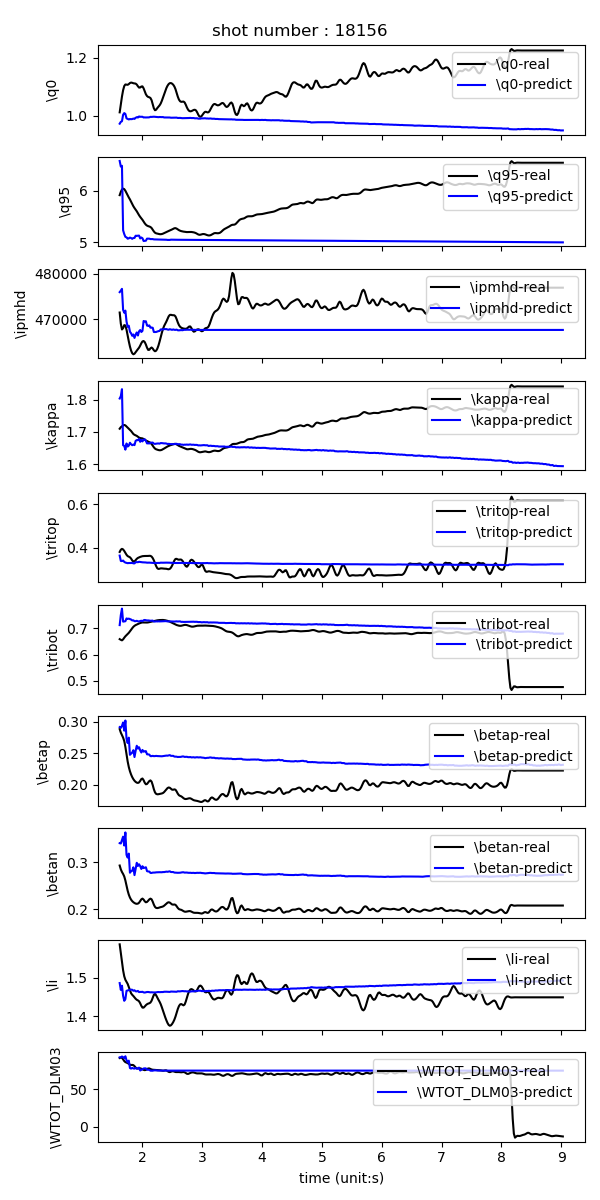 shot number : 18156
\q0
1.2
1.0
\q0-real
\q0-predict
\q95
6
5
\q95-real
\q95-predict
\ipmhd
480000
470000
\ipmhd-real
\ipmhd-predict
\kappa
1.8
1.7
1.6
\kappa-real
\kappa-predict
\tritop
0.6
0.4
\tritop-real
\tritop-predict
\tribot
0.7
0.6
0.5
\tribot-real
\tribot-predict
\betap
0.30
0.25
0.20
\betap-real
\betap-predict
\betan
0.3
0.2
\betan-real
\betan-predict
\li
1.5
1.4
\li-real
\li-predict
\WTOT_DLM03
50
0
\WTOT_DLM03-real
\WTOT_DLM03-predict
2 3 4 5 6 7 8 9
time (unit:s)